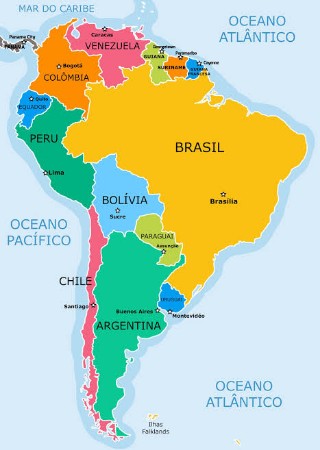 MAR DO CARIBE
OCEANO
ATLÂNTICO
Panama City
PANAMÁ
Caracas
VENEZUELA
Georgetown
GUIANA
Paramaribo
SURINAME
Cayena
GUIANA
FRANCESA
Bogotá
COLÔMBIA
Quito
EQUADOR
PERU
Lima
BRASIL
Brasília
BOLÍVIA
Sucre
OCEANO
PACÍFICO
PARAGUAI
Assunção
CHILE
Santiago
URUGUAI
Buenos Aires
Montevidéo
ARGENTINA
OCEANO
ATLÂNTICO
Ilhas
Falklands